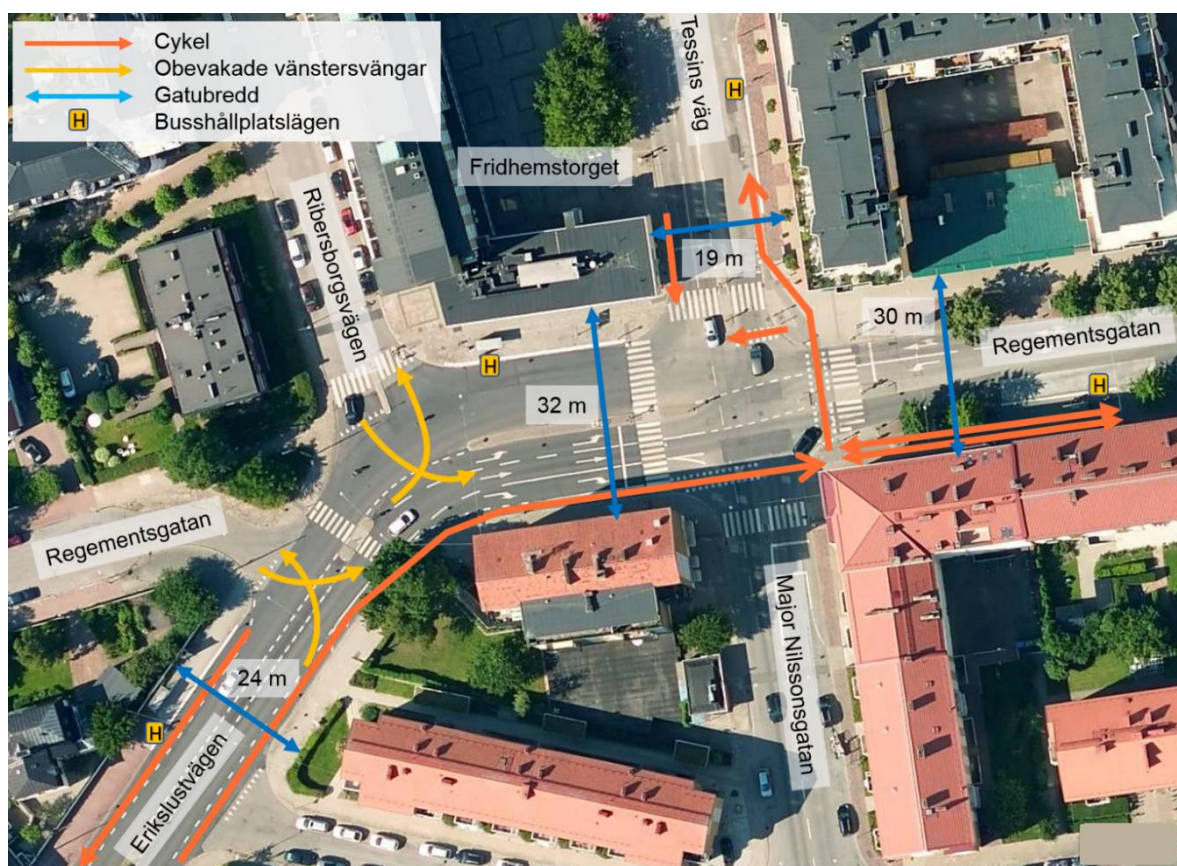 Cykel
Obevakade vänstersvängar
Gatubredd
H Busshållplatslägen
Tessins väg
H
Fridhemstorget
Ribersborgsvägen
19 m
30 m
Regementsgatan
H
32 m
H
Regementsgatan
24 m
H
Erikslustvägen
Major Nilssonsgatan